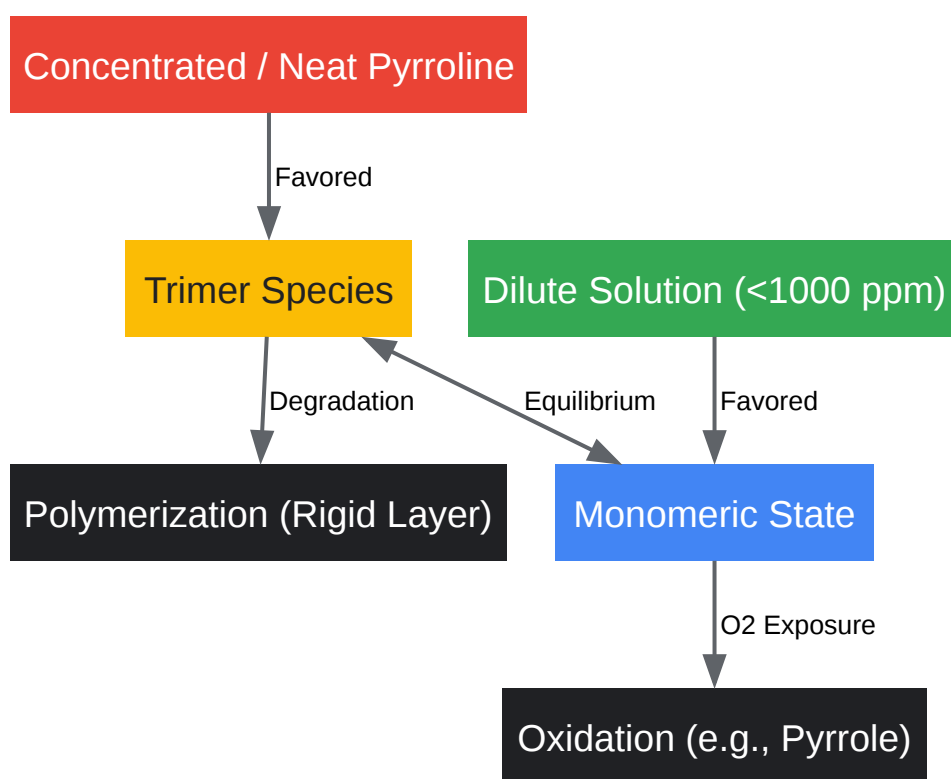 Concentrated / Neat Pyrroline
Favored
Trimer Species
Dilute Solution (<1000 ppm)
Degradation
Equilibrium
Favored
Polymerization (Rigid Layer)
Monomeric State
O2 Exposure
Oxidation (e.g., Pyrrole)